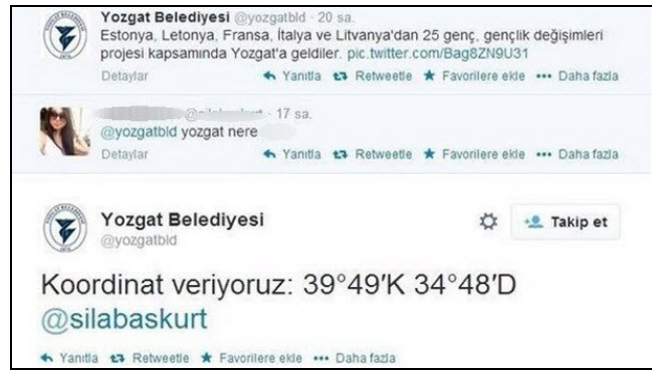 Yozgat Belediyesi @yozgatbld · 20 sa.
Estonya, Letonya, Fransa, İtalya ve Litvanya'dan 25 genç, gençlik değişimleri
projesi kapsamında Yozgat'a geldiler. pic.twitter.com/Bag8ZN9U31
Detaylar Yanıtla Retweetle Favorilere ekle Daha fazla
17 sa.
@yozgatbld yozgat nere
Detaylar Yanıtla Retweetle Favorilere ekle Daha fazla
Yozgat Belediyesi
@yozgatbld
Takip et
Koordinat veriyoruz: 39°49′K 34°48′D
@silabaskurt
Yanıtla Retweetle Favorilere ekle Daha fazla